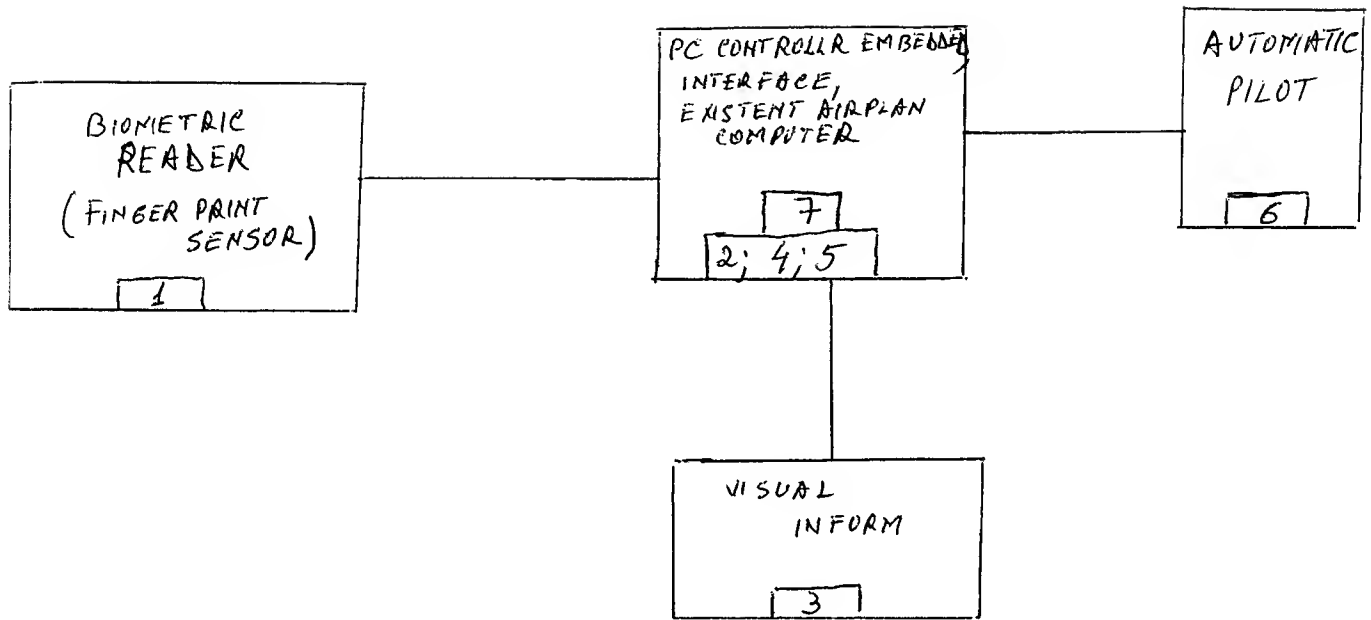 BIOMETRIC
READER
(FINGER PRINT
SENSOR)
1
PC CONTROLLR EMBEDDED,
INTERFACE,
EXISTENT AIRPLAN
COMPUTER
7
2; 4; 5
AUTOMATIC
PILOT
6
VISUAL
INFORM
3